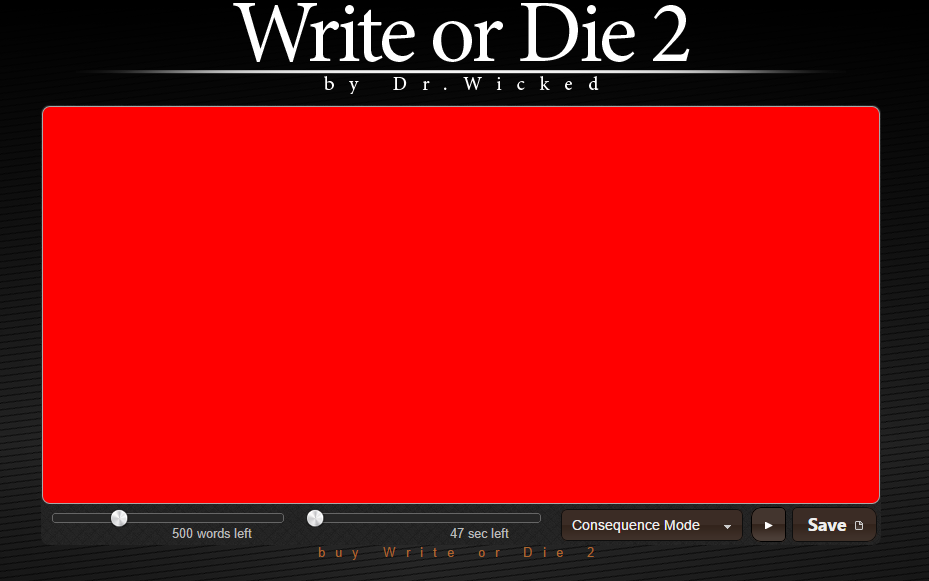 Write or Die 2
by Dr.Wicked
500 words left
47 sec left
Consequence Mode
Save
buy Write or Die 2